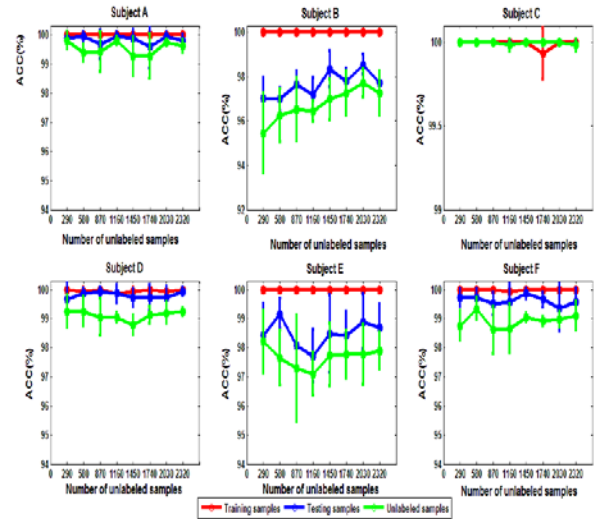 Subject A
Subject B
Subject C
ACC(%)
100
99
98
97
96
95
94
0 290 580 870 1160 1450 1740 2030 2320
Number of unlabeled samples
ACC(%)
100
98
96
94
92
0 290 580 870 1160 1450 1740 2030 2320
Number of unlabeled samples
ACC(%)
100
99.5
99
0 290 580 870 1160 1450 1740 2030 2320
Number of unlabeled samples
Subject D
Subject E
Subject F
ACC(%)
100
99
98
97
96
95
94
0 290 580 870 1160 1450 1740 2030 2320
Number of unlabeled samples
ACC(%)
100
99
98
97
96
95
94
0 290 580 870 1160 1450 1740 2030 2320
Number of unlabeled samples
ACC(%)
100
99
98
97
96
95
94
0 290 580 870 1160 1450 1740 2030 2320
Number of unlabeled samples
Training samples Testing samples Unlabeled samples